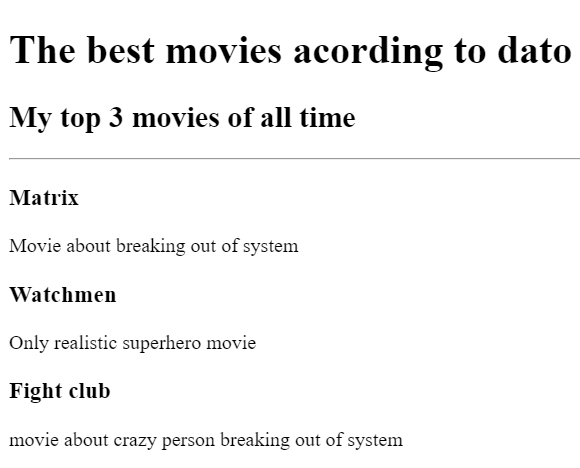 The best movies acording to dato
My top 3 movies of all time
Matrix
Movie about breaking out of system
Watchmen
Only realistic superhero movie
Fight club
movie about crazy person breaking out of system